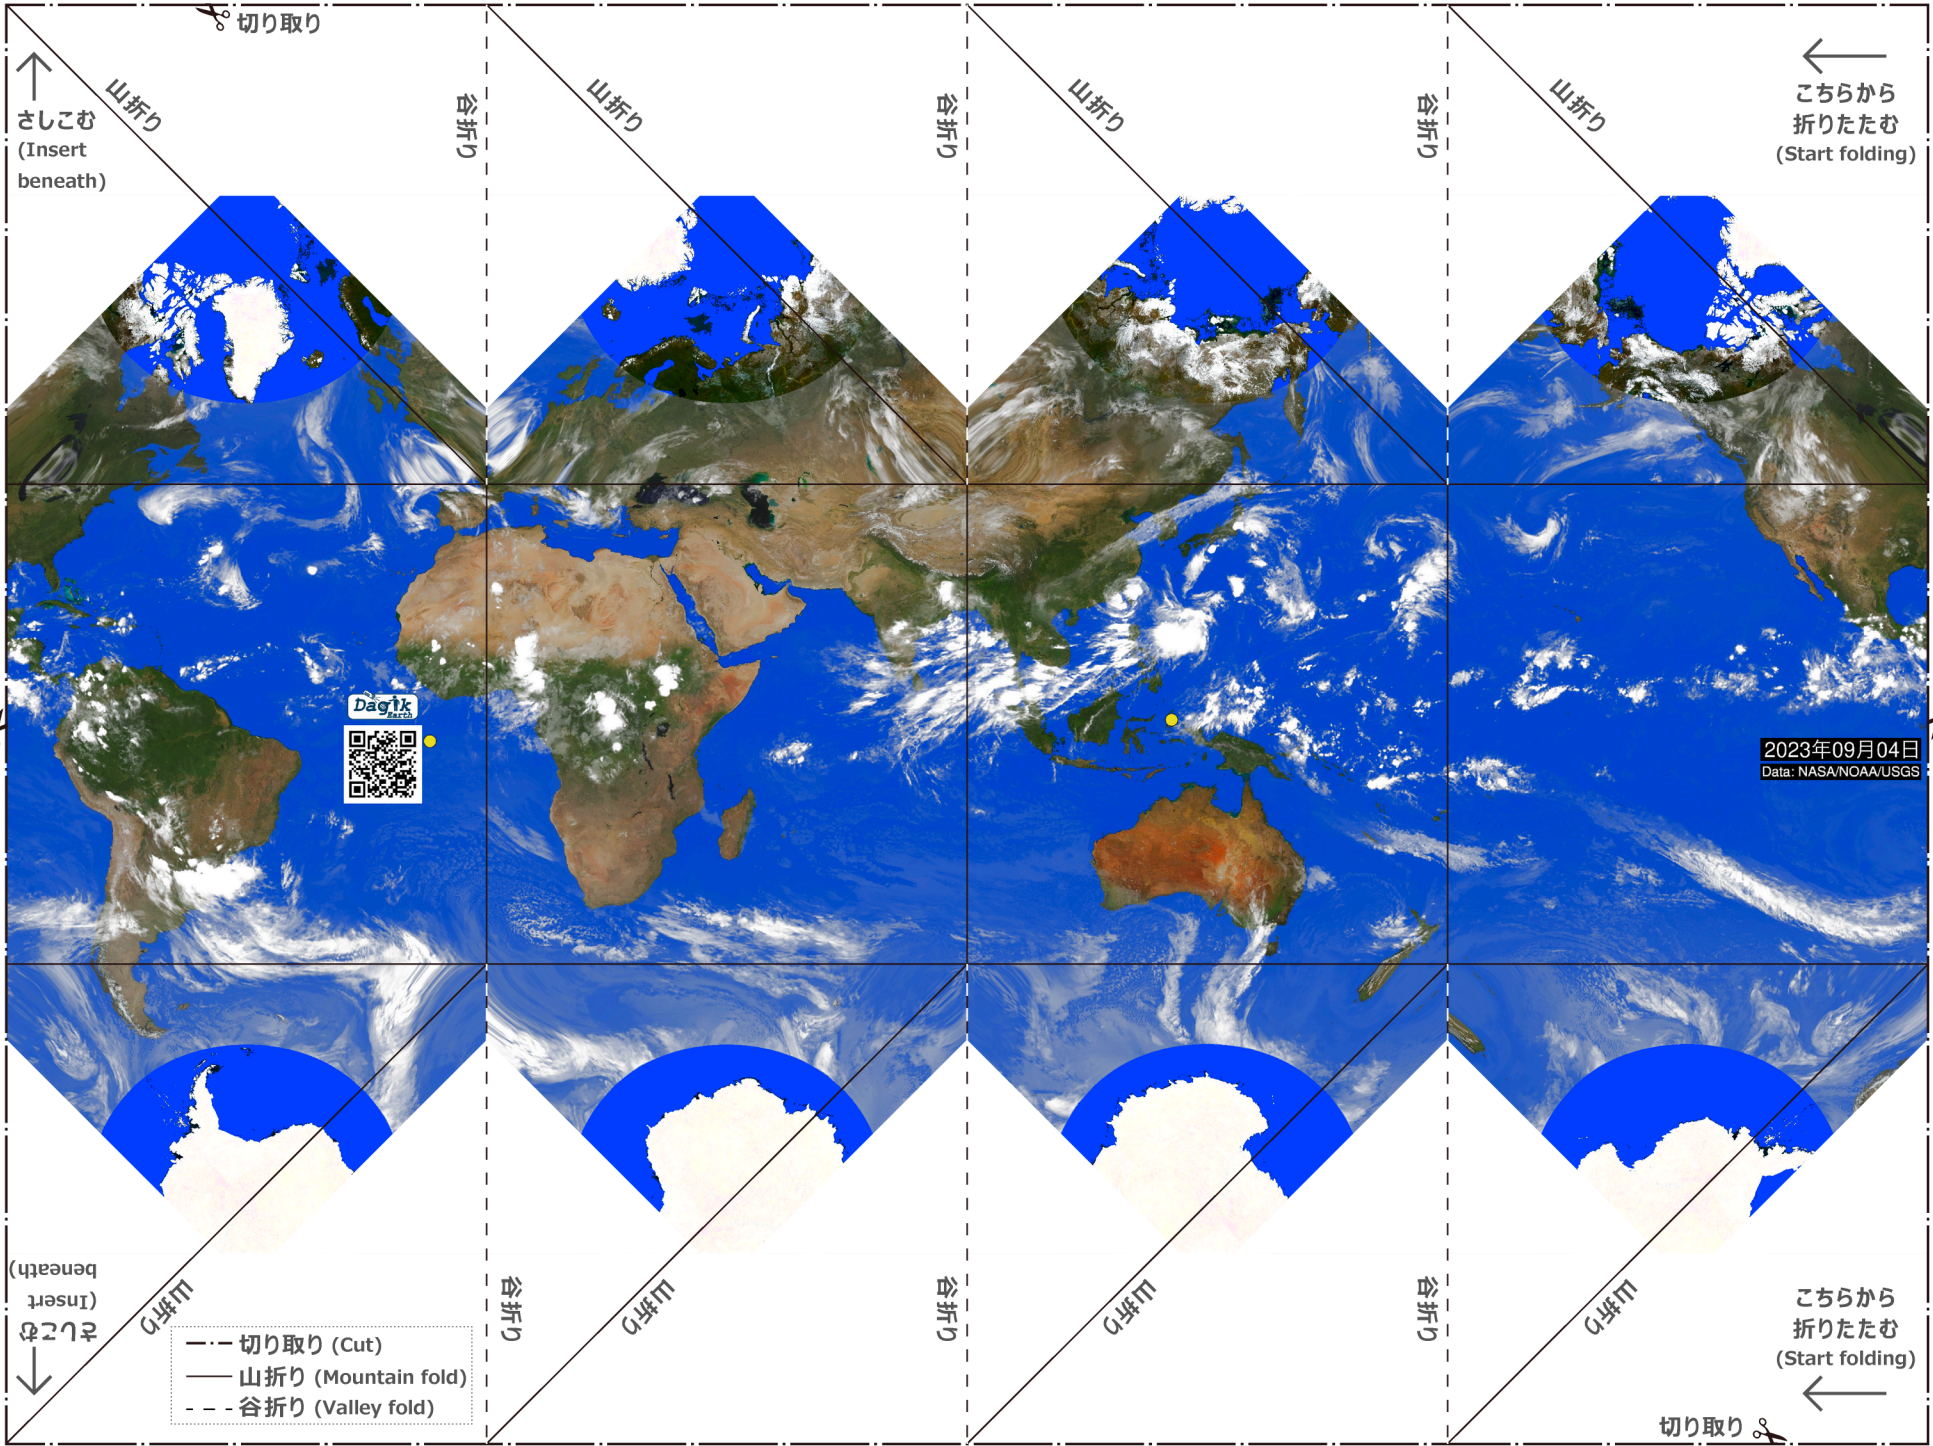 切り取り
山折り
谷折り
山折り
谷折り
山折り
谷折り
山折り
さしこむ
(Insert
beneath)
こちらから
折りたたむ
(Start folding)
Dagik
Earth
2023年09月04日
Data: NASA/NOAA/USGS
さしこむ
(Insert
beneath)
山折り
谷折り
山折り
谷折り
山折り
谷折り
山折り
こちらから
折りたたむ
(Start folding)
切り取り (Cut)
山折り (Mountain fold)
谷折り (Valley fold)
切り取り